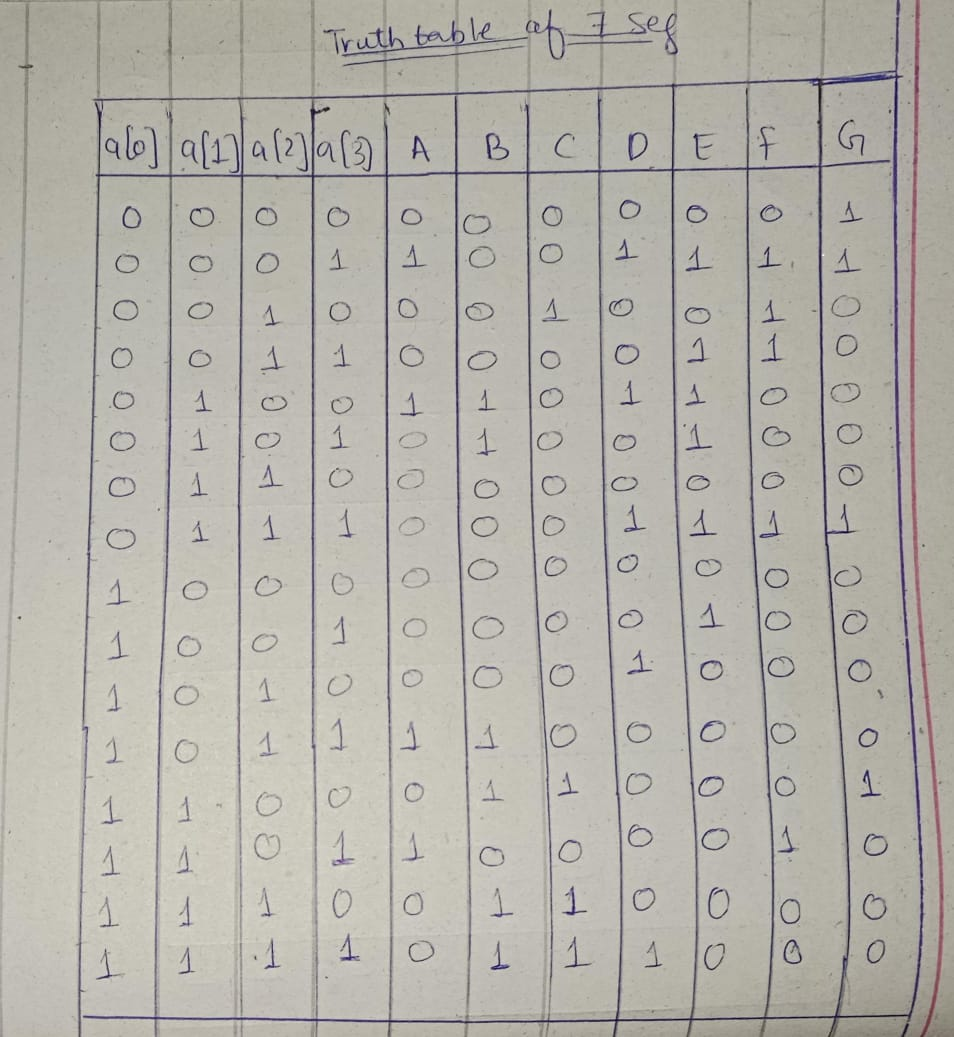 Truth table of 7 seg
a[0] a[1] a[2] a[3] A B C D E F G
0 0 0 0 0 0 0 0 0 0 1
0 0 0 1 1 0 0 1 1 1 1
0 0 1 0 0 0 1 0 0 1 0
0 0 1 1 0 0 0 0 1 1 0
0 1 0 0 1 1 0 1 1 0 0
0 1 0 1 0 1 0 0 1 0 0
0 1 1 0 0 0 0 0 0 0 0
0 1 1 1 0 0 0 1 1 1 1
1 0 0 0 0 0 0 0 0 0 0
1 0 0 1 0 0 0 0 1 0 0
1 0 1 0 0 0 0 1 0 0 0
1 0 1 1 1 1 0 0 0 0 0
1 1 0 0 0 1 1 0 0 0 1
1 1 0 1 1 0 0 0 0 1 0
1 1 1 0 0 1 1 0 0 0 0
1 1 1 1 0 1 1 1 0 0 0